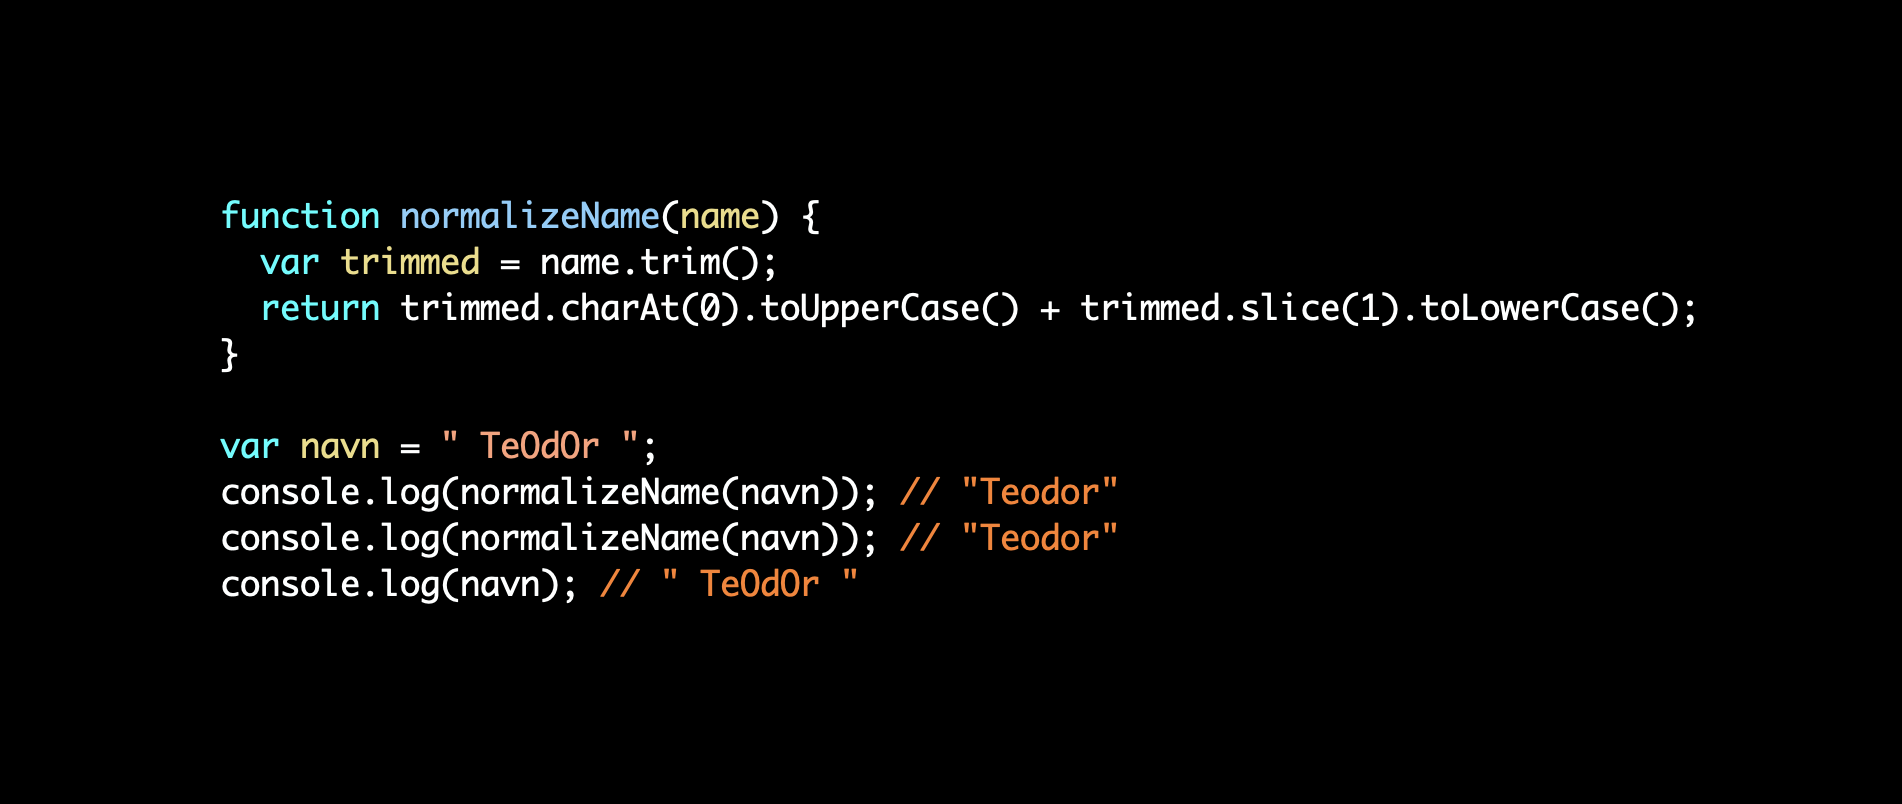 function normalizeName(name) {
  var trimmed = name.trim();
  return trimmed.charAt(0).toUpperCase() + trimmed.slice(1).toLowerCase();
}

var navn = " TeOdOr ";
console.log(normalizeName(navn)); // "Teodor"
console.log(normalizeName(navn)); // "Teodor"
console.log(navn); // " TeOdOr "